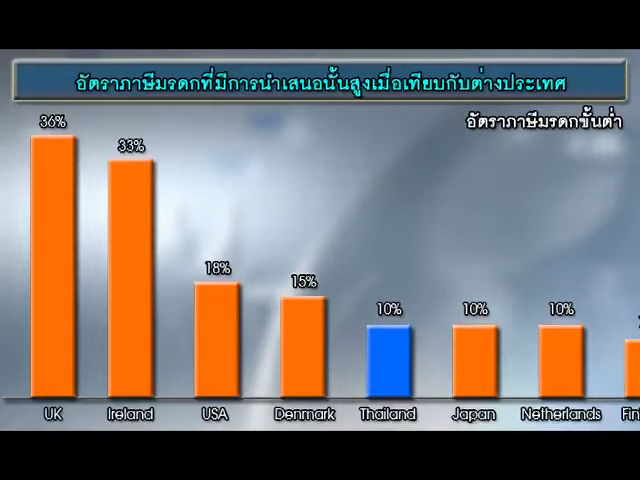 อัตราภาษีมรดกที่มีการนำเสนอนั้นสูงเมื่อเทียบกับต่างประเทศ
อัตราภาษีมรดกขั้นต่ำ
36%
33%
18%
15%
10%
10%
10%
UK
Ireland
USA
Denmark
Thailand
Japan
Netherlands